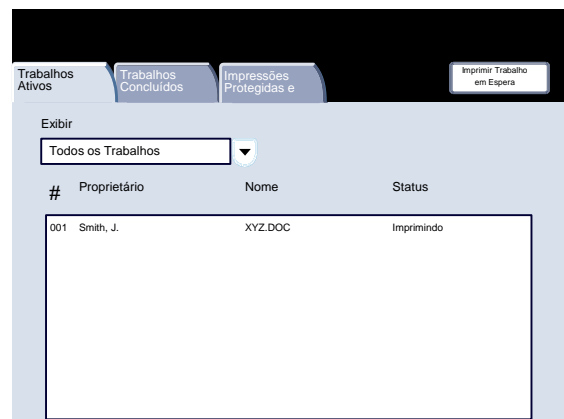 Trabalhos
Ativos
Trabalhos
Concluídos
Impressões
Protegidas e
Imprimir Trabalho
em Espera
Exibir
Todos os Trabalhos
# Proprietário Nome Status
001 Smith, J. XYZ.DOC Imprimindo